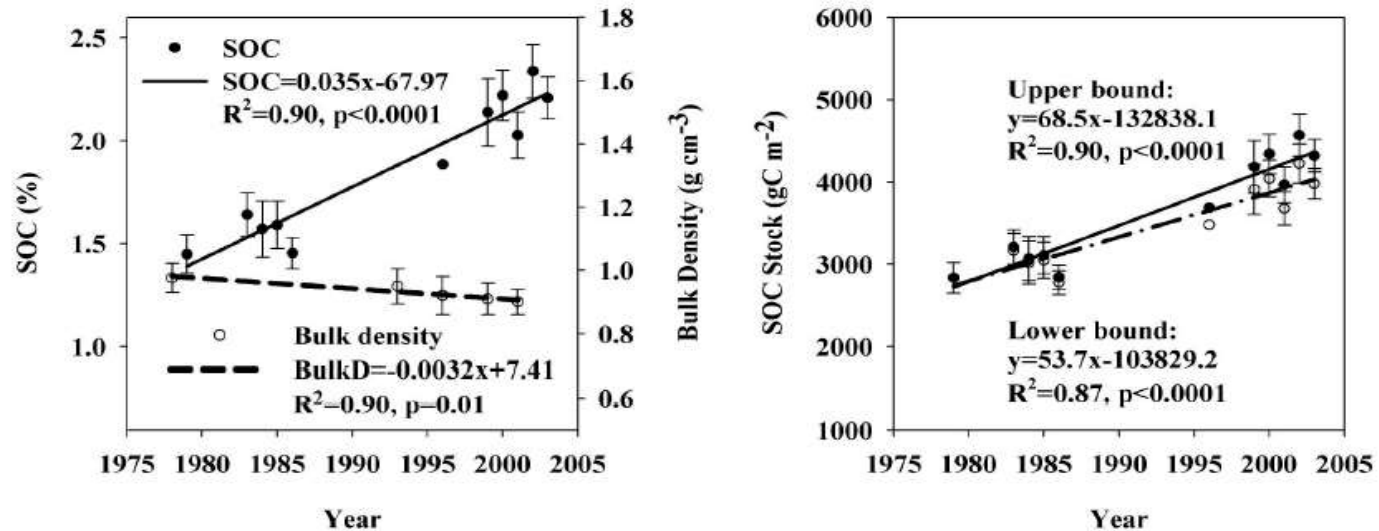 2.5
2.0
1.5
1.0
SOC (%)
SOC
SOC=0.035x-67.97
R²=0.90, p<0.0001
Bulk density
BulkD=-0.0032x+7.41
R²=0.90, p=0.01
1.8
1.6
1.4
1.2
1.0
0.8
0.6
Bulk Density (g cm⁻³)
1975 1980 1985 1990 1995 2000 2005
Year
6000
5000
4000
3000
2000
1000
SOC Stock (gC m⁻²)
Upper bound:
y=68.5x-132838.1
R²=0.90, p<0.0001
Lower bound:
y=53.7x-103829.2
R²=0.87, p<0.0001
1975 1980 1985 1990 1995 2000 2005
Year